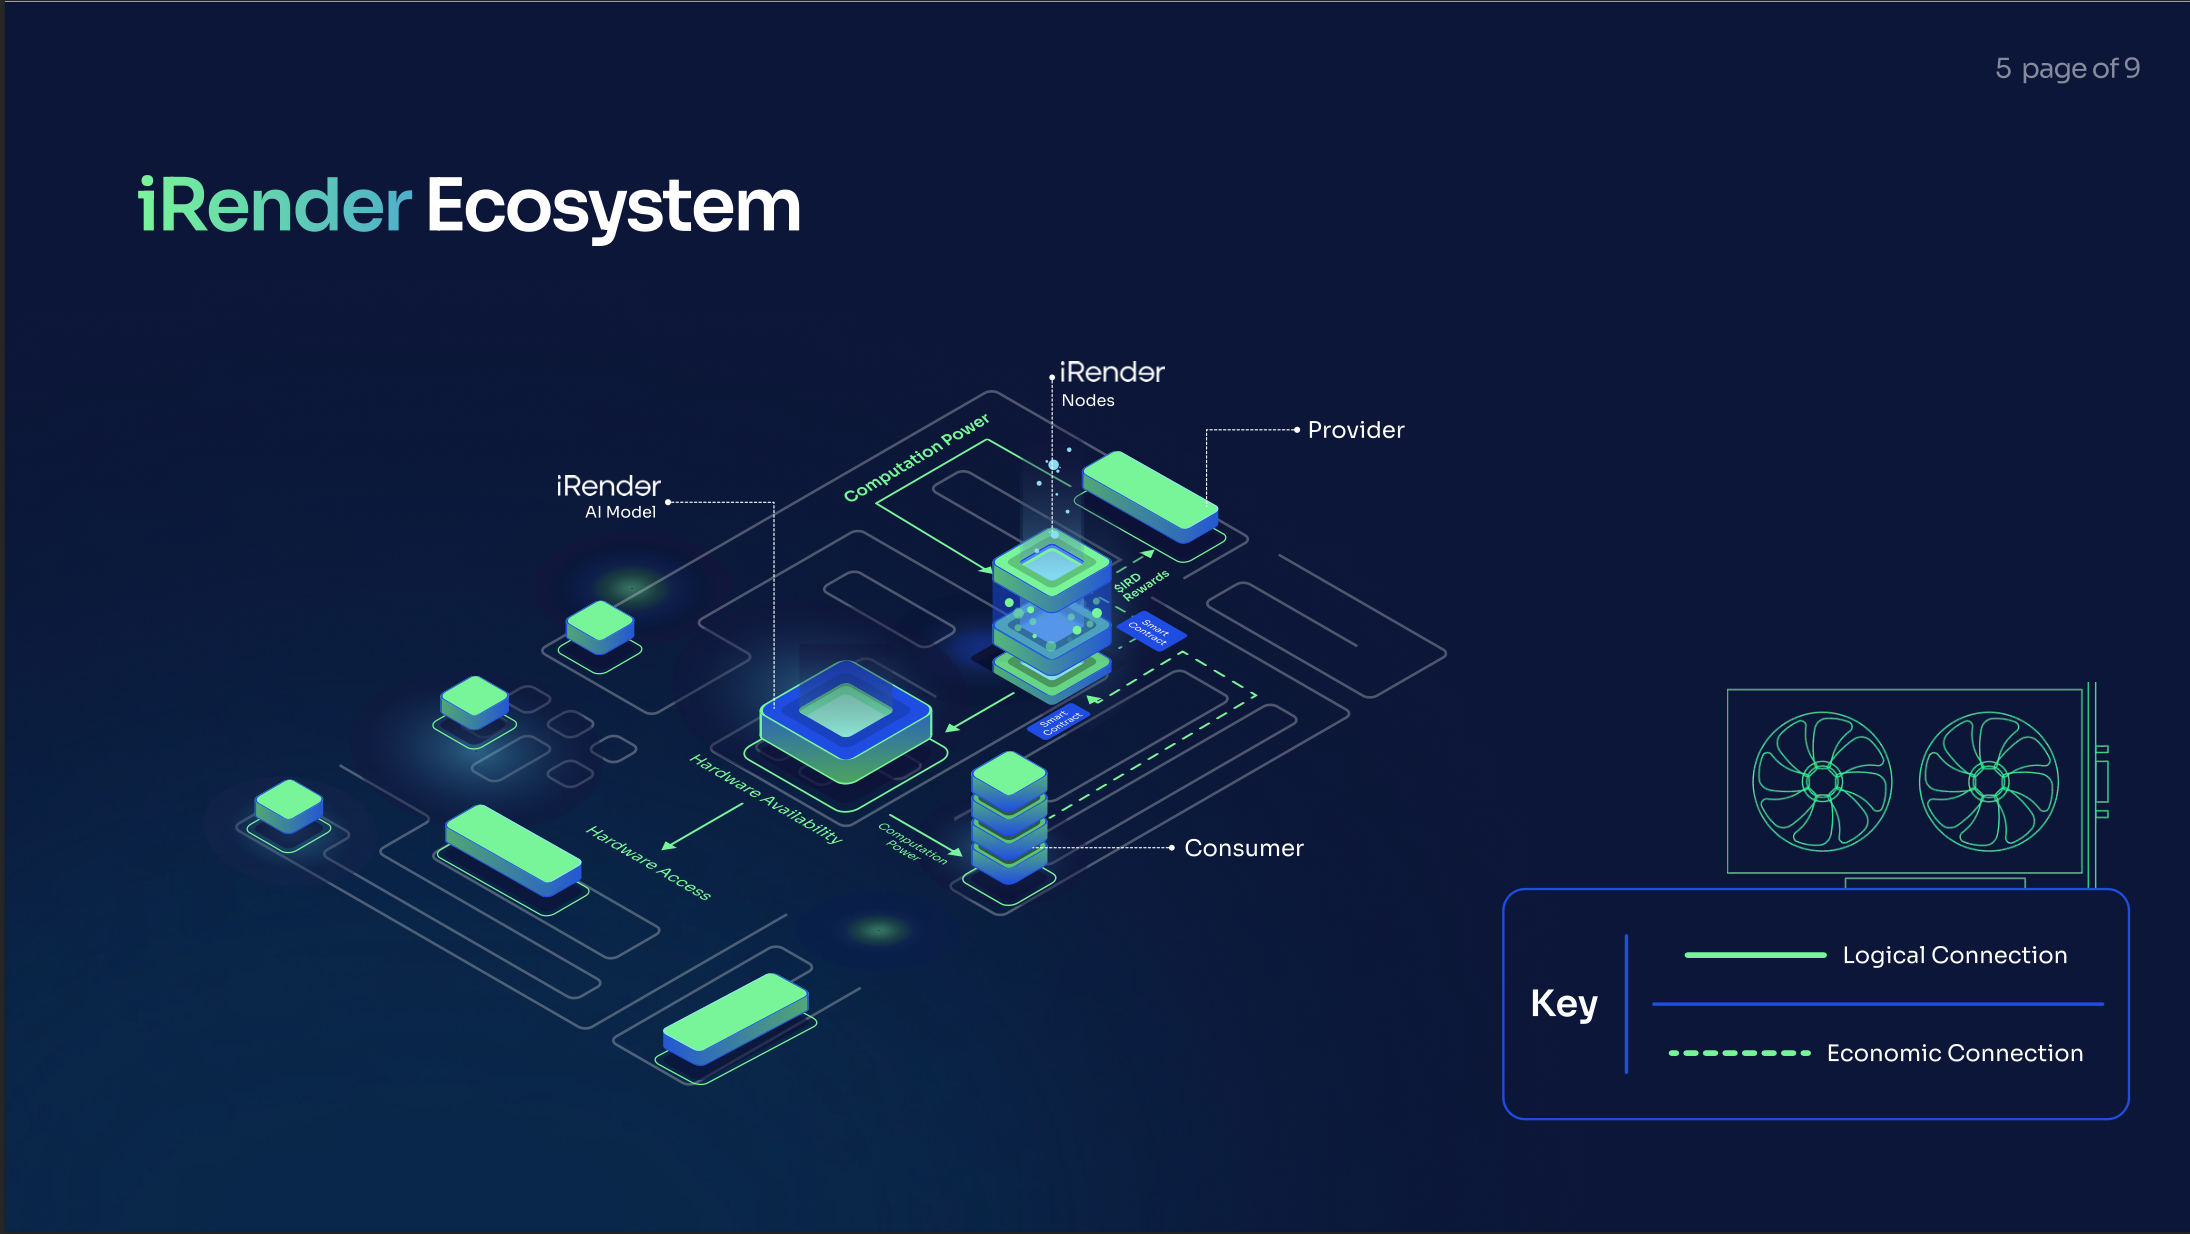 5 page of 9
iRender Ecosystem
iRender
Nodes
Provider
Computation Power
iRender
AI Model
$IRD
Rewards
Smart
Contract
Smart
Contract
Hardware Availability
Hardware Access
Computation
Power
Consumer
Key
Logical Connection
Economic Connection